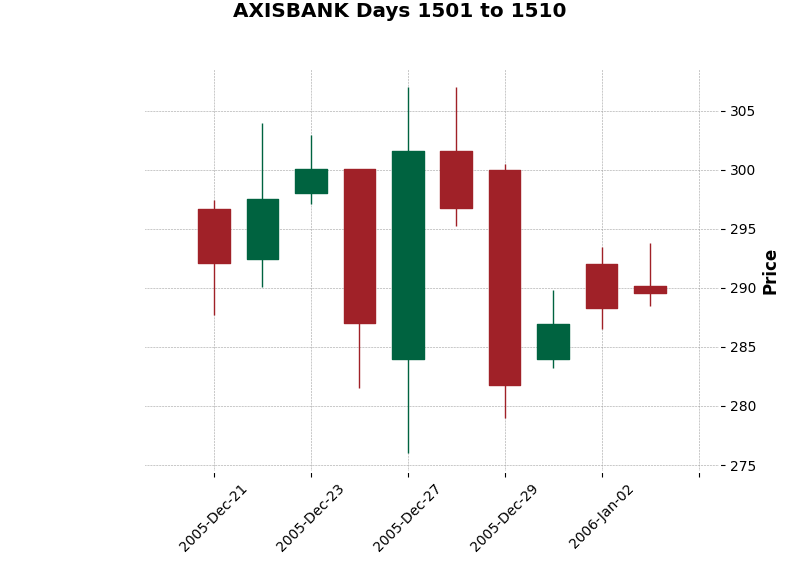 AXISBANK Days 1501 to 1510
305
300
295
290
285
280
275
Price
2005-Dec-21
2005-Dec-23
2005-Dec-27
2005-Dec-29
2006-Jan-02